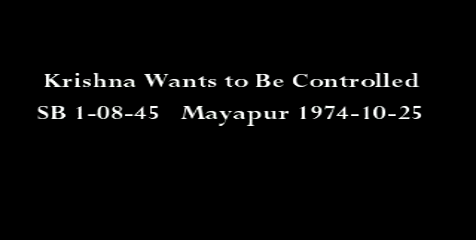 Krishna Wants to Be Controlled
SB 1-08-45 Mayapur 1974-10-25